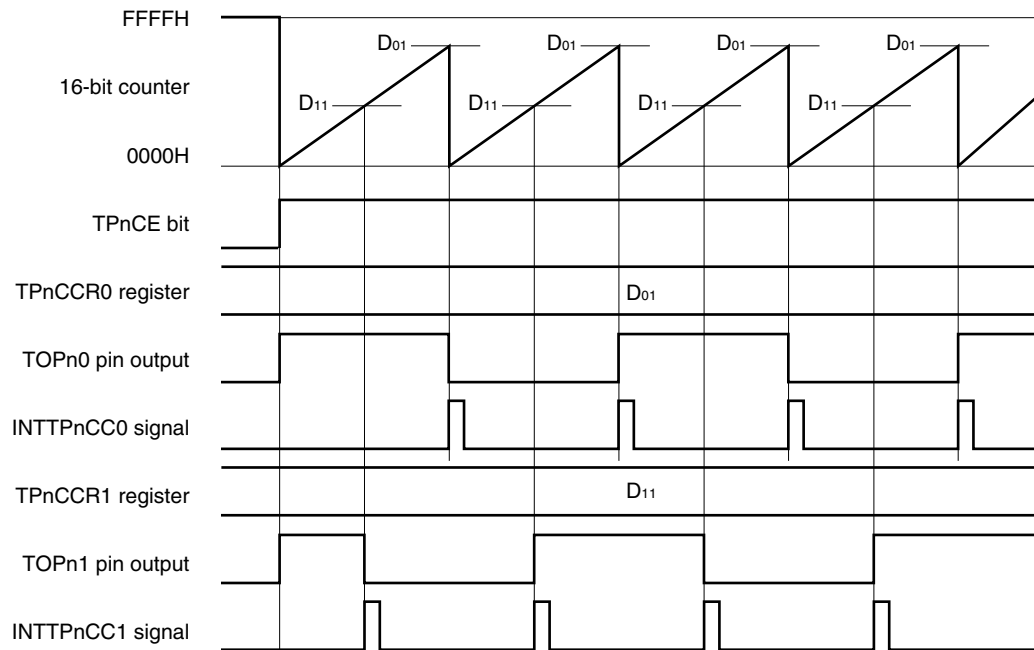 FFFFH
D01 D01 D01 D01
16-bit counter
D11 D11 D11 D11
0000H
TPnCE bit
TPnCCR0 register
D01
TOPn0 pin output
INTTPnCC0 signal
TPnCCR1 register
D11
TOPn1 pin output
INTTPnCC1 signal